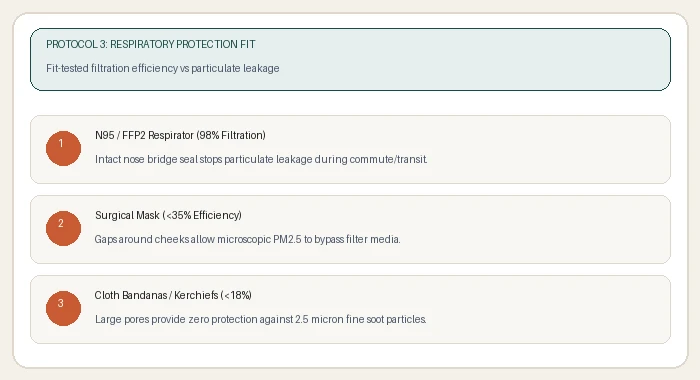 PROTOCOL 3: RESPIRATORY PROTECTION FIT
Fit-tested filtration efficiency vs particulate leakage
1
N95 / FFP2 Respirator (98% Filtration)
Intact nose bridge seal stops particulate leakage during commute/transit.
2
Surgical Mask (<35% Efficiency)
Gaps around cheeks allow microscopic PM2.5 to bypass filter media.
3
Cloth Bandanas / Kerchiefs (<18%)
Large pores provide zero protection against 2.5 micron fine soot particles.